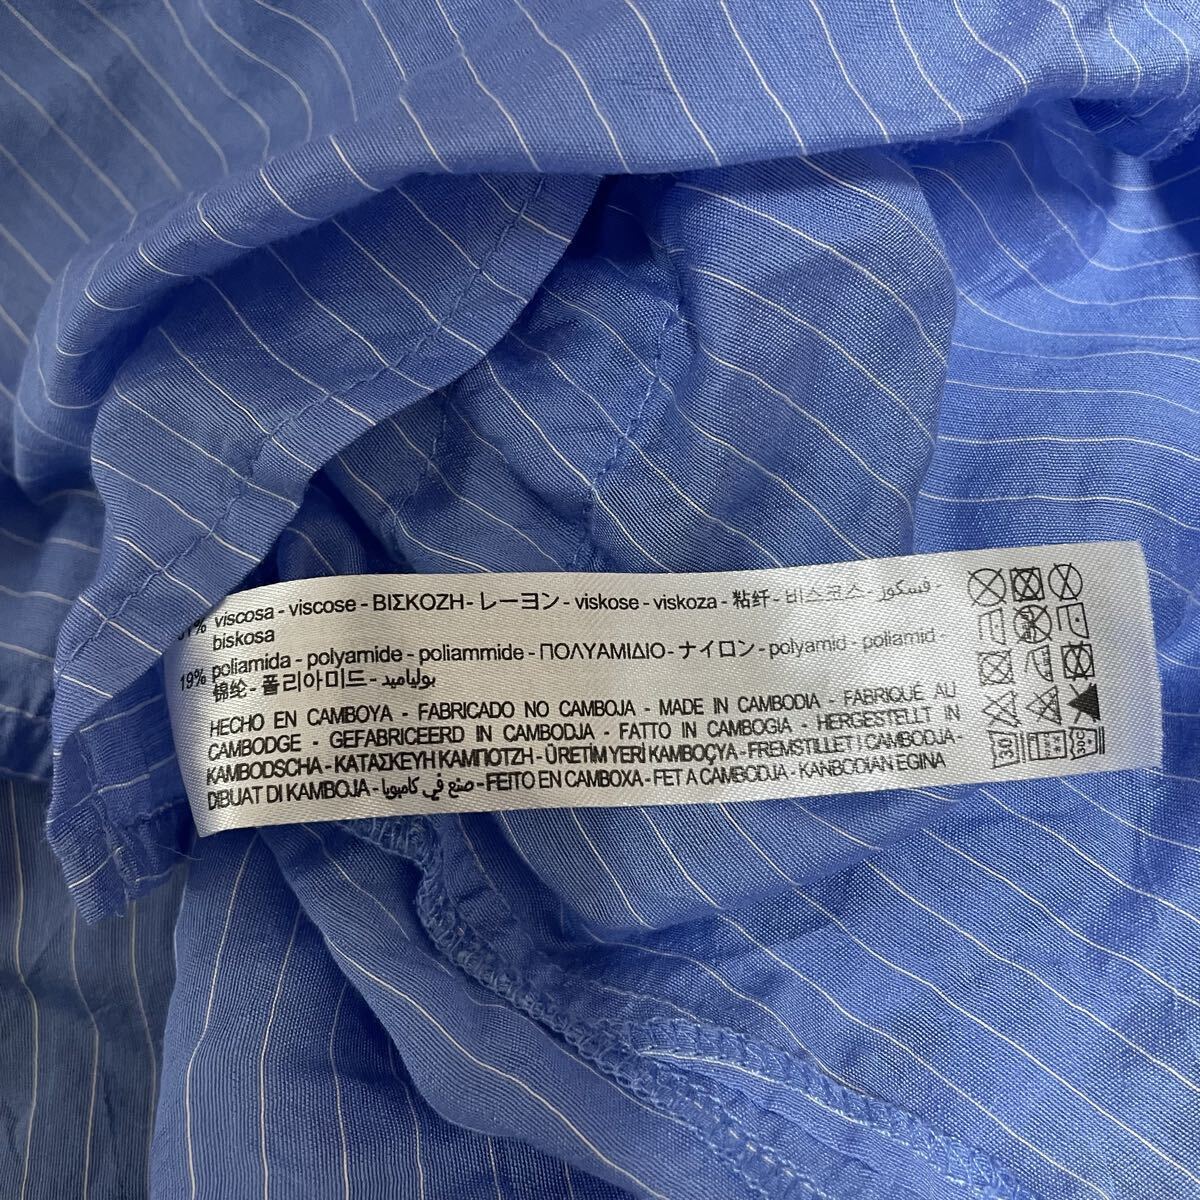 viscosa - viscose - ΒΙΣΚΟΖΗ - レーヨン - viskose - viskoza - 粘纤 - 비스코스 - فسكوز -
biskosa
19% poliamida - polyamide - poliammide - ΠΟΛΥΑΜΙΔΙΟ - ナイロン - polyamid - poliamid
锦纶 - 폴리아미드 - بولياميد
HECHO EN CAMBOYA - FABRICADO NO CAMBOJA - MADE IN CAMBODIA - FABRIQUÉ AU
CAMBODGE - GEFABRICEERD IN CAMBODJA - FATTO IN CAMBOGIA - HERGESTELLT IN
KAMBODSCHA - ΚΑΤΑΣΚΕΥΗ ΚΑΜΠΟΤΖΗ - ÜRETİM YERİ KAMBOÇYA - FREMSTILLET I CAMBODJA -
DIBUAT DI KAMBOJA - صنع في كامبوديا - FEITO EN CAMBOXA - FET A CAMBODJA - KANBODIAN EGINA